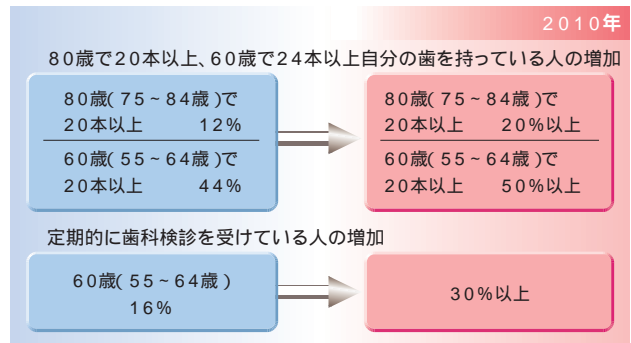 2010年
80歳で20本以上、60歳で24本以上自分の歯を持っている人の増加
80歳(75~84歳)で
20本以上 12%
60歳(55~64歳)で
20本以上 44%
80歳(75~84歳)で
20本以上 20%以上
60歳(55~64歳)で
20本以上 50%以上
定期的に歯科検診を受けている人の増加
60歳(55~64歳)
16%
30%以上